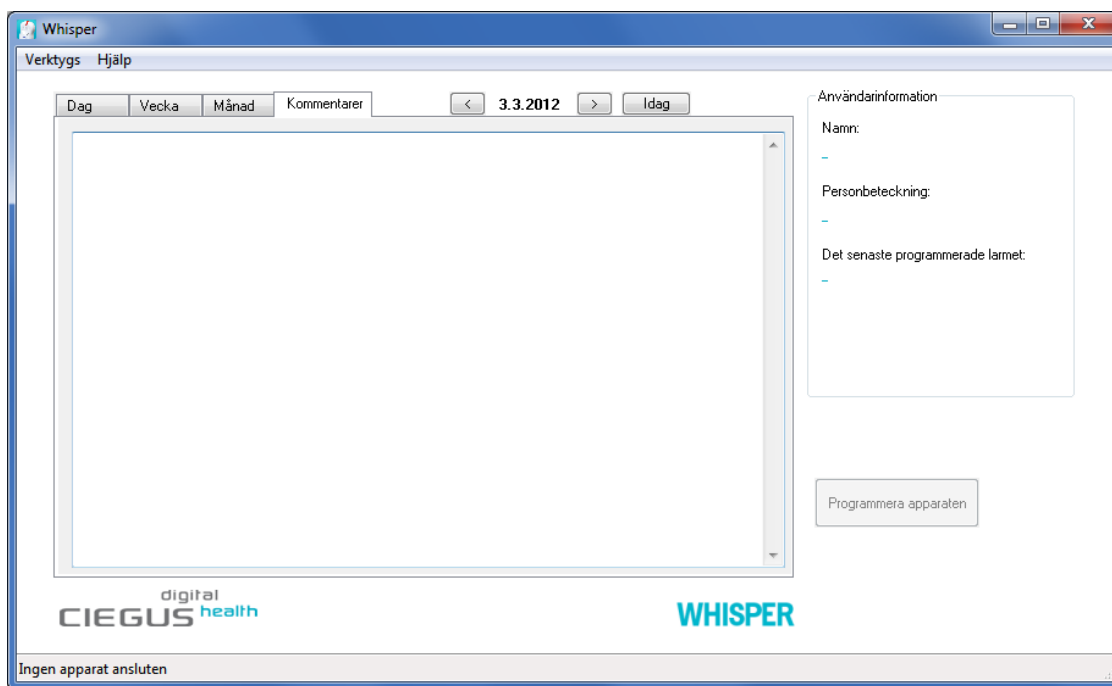 Whisper
Verktygs Hjälp
Dag Vecka Månad Kommentarer < 3.3.2012 > Idag
Användarinformation
Namn:
-
Personbeteckning:
-
Det senaste programmerade larmet:
-
Programmera apparaten
digital
CIEGUS health
WHISPER
Ingen apparat ansluten